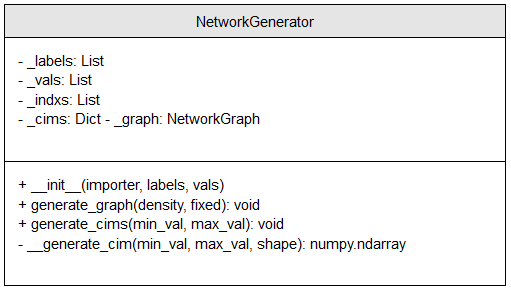 NetworkGenerator
- _labels: List
- _vals: List
- _indxs: List
- _cims: Dict - _graph: NetworkGraph
+ __init__(importer, labels, vals)
+ generate_graph(density, fixed): void
+ generate_cims(min_val, max_val): void
- __generate_cim(min_val, max_val, shape): numpy.ndarray